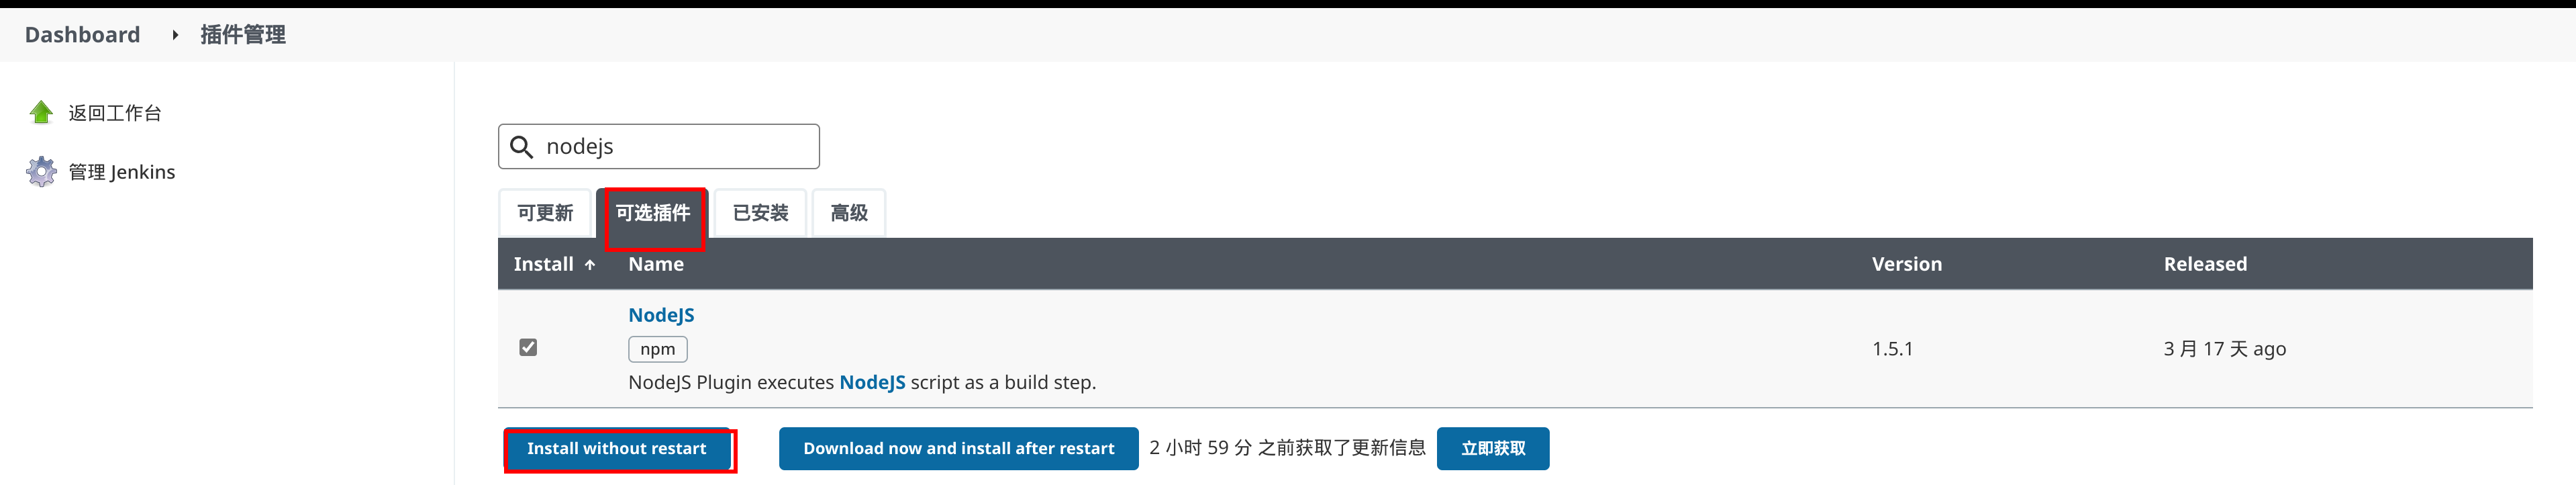 Dashboard 插件管理
返回工作台
管理 Jenkins
nodejs
可更新 可选插件 已安装 高级
Install ↑ Name Version Released
NodeJS
npm
NodeJS Plugin executes NodeJS script as a build step.
1.5.1
3 月 17 天 ago
Install without restart Download now and install after restart 2 小时 59 分 之前获取了更新信息 立即获取